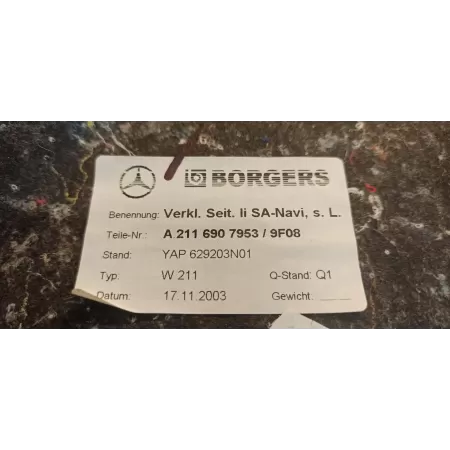 BORGERS
Benennung: Verkl. Seit. li SA-Navi, s. L.
Teile-Nr.: A 211 690 7953 / 9F08
Stand: YAP 629203N01
Typ: W 211 Q-Stand: Q1
Datum: 17.11.2003 Gewicht: ____